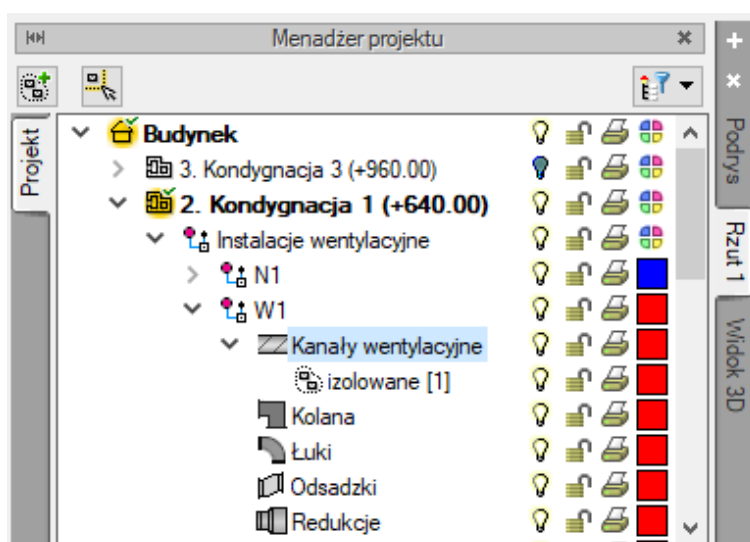 Menadżer projektu
Projekt
Budynek
3. Kondygnacja 3 (+960.00)
2. Kondygnacja 1 (+640.00)
Instalacje wentylacyjne
N1
W1
Kanały wentylacyjne
izolowane [1]
Kolana
Łuki
Odsadzki
Redukcje
Podrys
Rzut 1
Widok 3D